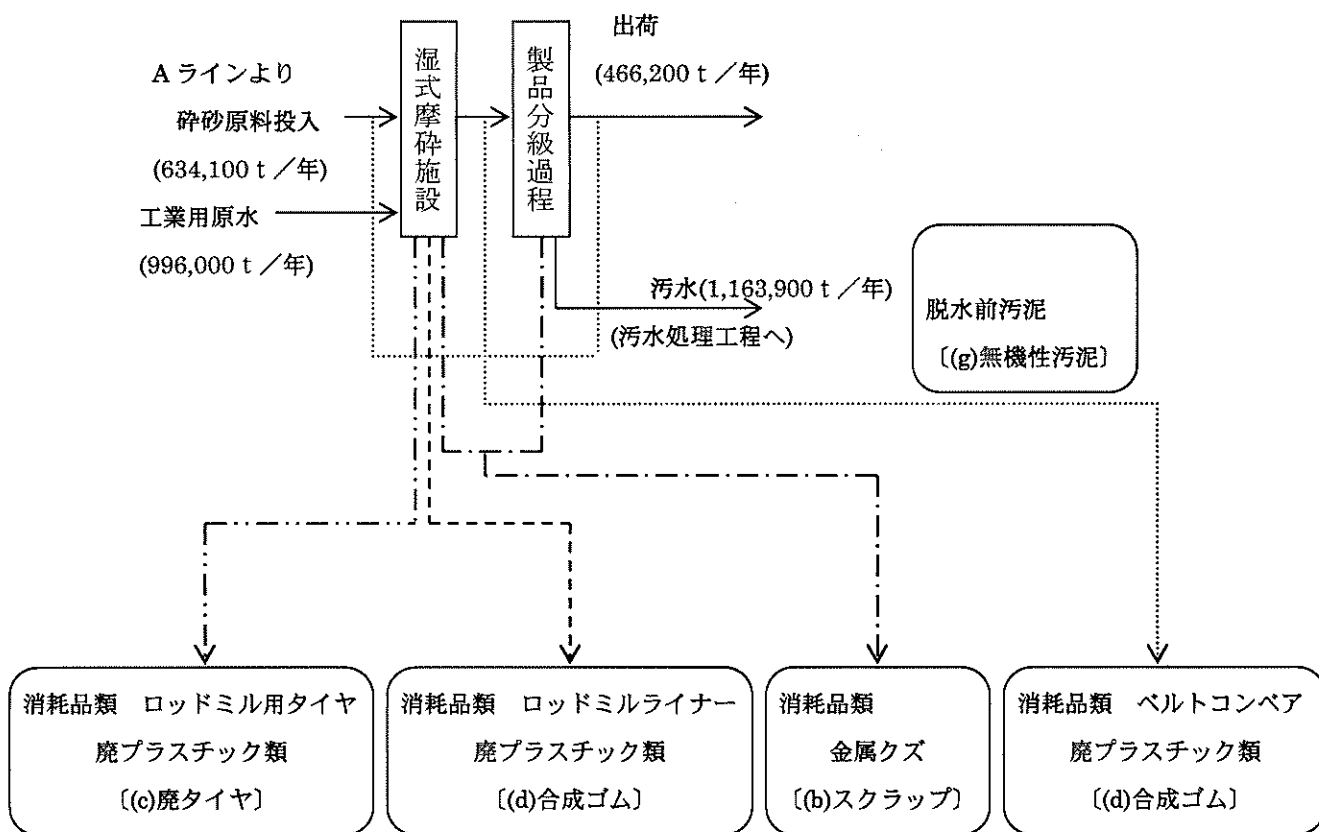 Aラインより
砕砂原料投入
(634,100ｔ／年)
工業用原水
(996,000ｔ／年)
湿式摩砕施設
製品分級過程
出荷
(466,200ｔ／年)
汚水(1,163,900ｔ／年)
(汚水処理工程へ)
脱水前汚泥
〔(g)無機性汚泥〕
消耗品類　ロッドミル用タイヤ
廃プラスチック類
〔(c)廃タイヤ〕
消耗品類　ロッドミルライナー
廃プラスチック類
〔(d)合成ゴム〕
消耗品類
金属クズ
〔(b)スクラップ〕
消耗品類　ベルトコンベア
廃プラスチック類
〔(d)合成ゴム〕